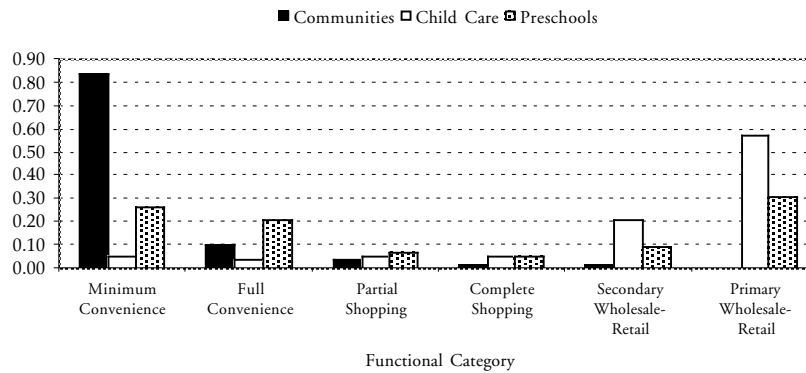 Communities Child Care Preschools
0.90
0.80
0.70
0.60
0.50
0.40
0.30
0.20
0.10
0.00
Minimum Convenience
Full Convenience
Partial Shopping
Complete Shopping
Secondary Wholesale-Retail
Primary Wholesale-Retail
Functional Category